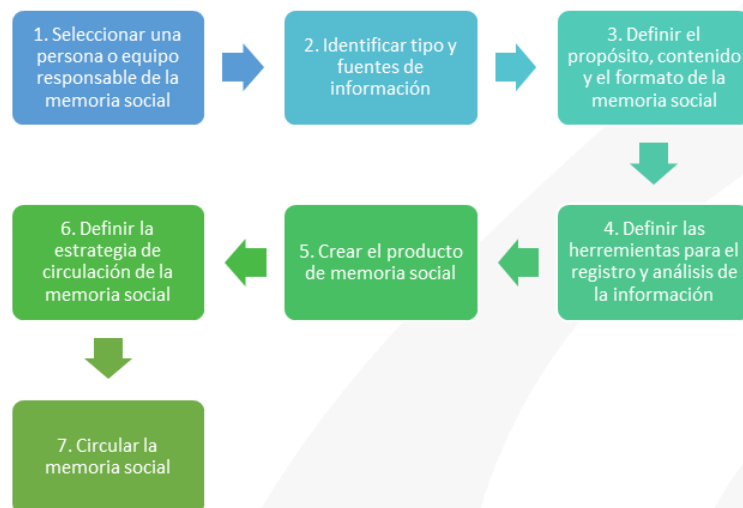 1. Seleccionar una
persona o equipo
responsable de la
memoria social
2. Identificar tipo y
fuentes de
información
3. Definir el
propósito, contenido
y el formato de la
memoria social
4. Definir las
herremientas para el
registro y análisis de
la información
5. Crear el producto
de memoria social
6. Definir la
estrategia de
circulación de la
memoria social
7. Circular la
memoria social